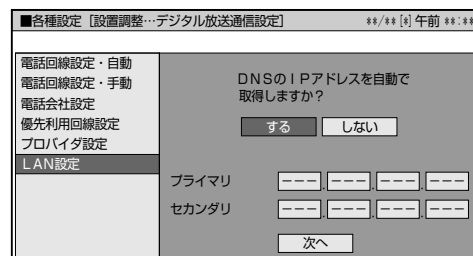 ■各種設定［設置調整…デジタル放送通信設定］ **/**[*]午前**:**
電話回線設定・自動
電話回線設定・手動
電話会社設定
優先利用回線設定
プロバイダ設定
ＬＡＮ設定
ＤＮＳのＩＰアドレスを自動で
取得しますか？
する しない
プライマリ ---.---.---.---
セカンダリ ---.---.---.---
次へ